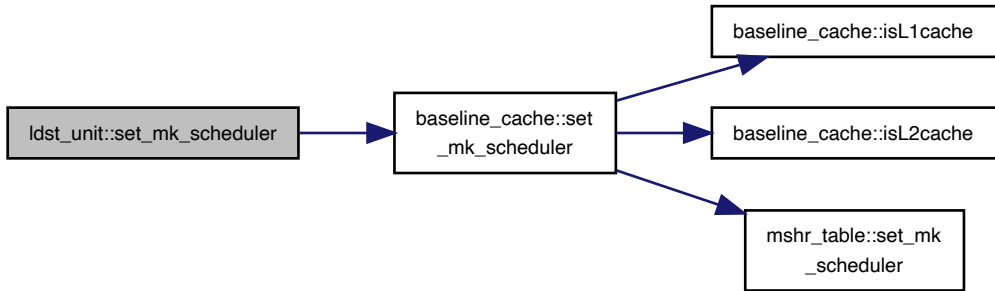 ldst_unit::set_mk_scheduler
baseline_cache::set
_mk_scheduler
baseline_cache::isL1cache
baseline_cache::isL2cache
mshr_table::set_mk
_scheduler